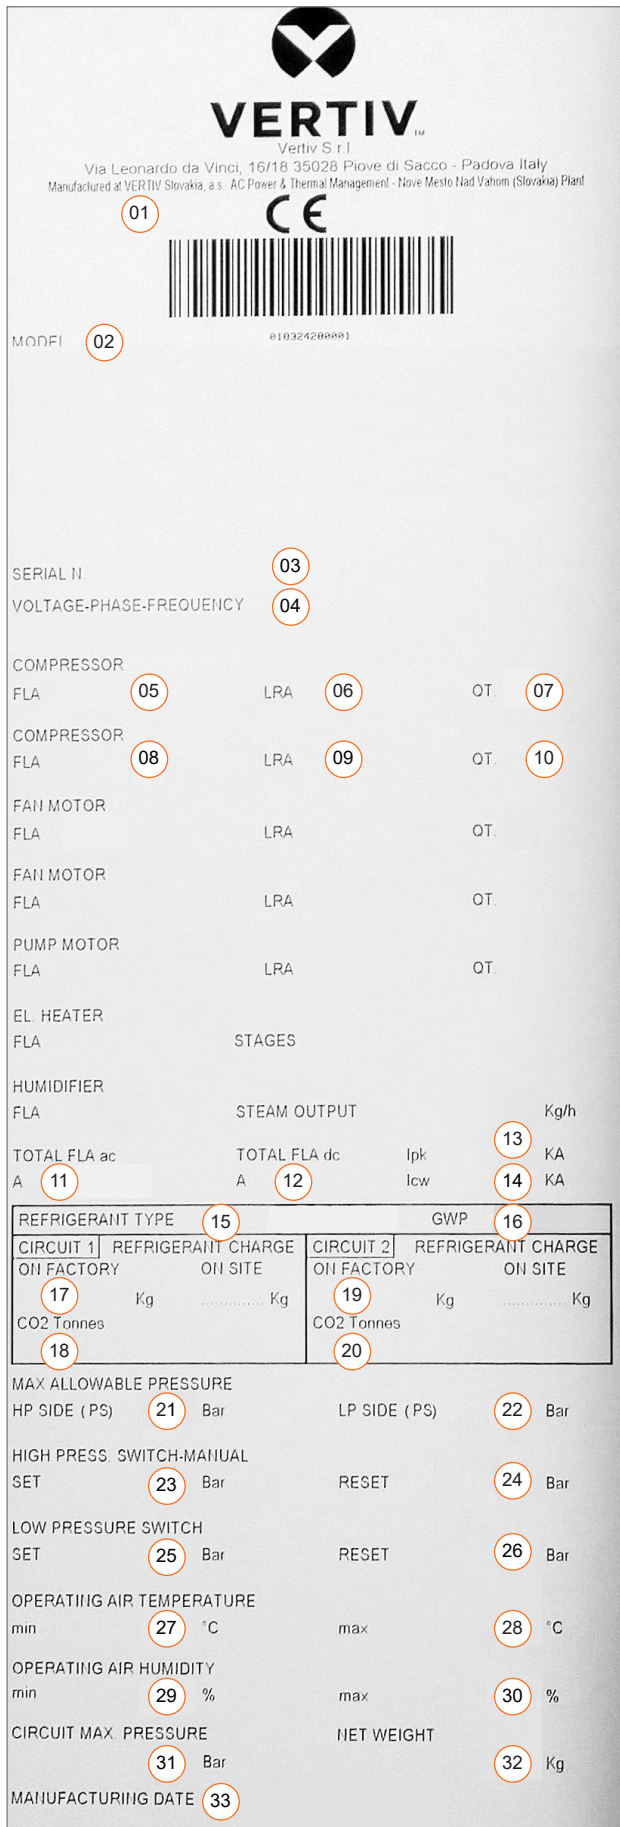 VERTIV™
Vertiv S.r.l
Via Leonardo da Vinci, 16/18 35028 Piove di Sacco - Padova Italy
Manufactured at VERTIV Slovakia, a.s. AC Power & Thermal Management - Nove Mesto Nad Vahom (Slovakia) Plant
01 CE
010324280001
MODEL 02
SERIAL N. 03
VOLTAGE-PHASE-FREQUENCY 04
COMPRESSOR
FLA 05 LRA 06 QT. 07
COMPRESSOR
FLA 08 LRA 09 QT. 10
FAN MOTOR
FLA LRA QT.
FAN MOTOR
FLA LRA QT.
PUMP MOTOR
FLA LRA QT.
EL. HEATER
FLA STAGES
HUMIDIFIER
FLA STEAM OUTPUT Kg/h
TOTAL FLA ac TOTAL FLA dc Ipk 13 KA
A 11 A 12 Icw 14 KA
REFRIGERANT TYPE 15 GWP 16
CIRCUIT 1 REFRIGERANT CHARGE CIRCUIT 2 REFRIGERANT CHARGE
ON FACTORY ON SITE ON FACTORY ON SITE
17 Kg ............. Kg 19 Kg ............. Kg
CO2 Tonnes CO2 Tonnes
18 20
MAX ALLOWABLE PRESSURE
HP SIDE (PS) 21 Bar LP SIDE (PS) 22 Bar
HIGH PRESS. SWITCH-MANUAL
SET 23 Bar RESET 24 Bar
LOW PRESSURE SWITCH
SET 25 Bar RESET 26 Bar
OPERATING AIR TEMPERATURE
min 27 °C max 28 °C
OPERATING AIR HUMIDITY
min 29 % max 30 %
CIRCUIT MAX. PRESSURE NET WEIGHT
31 Bar 32 Kg
MANUFACTURING DATE 33